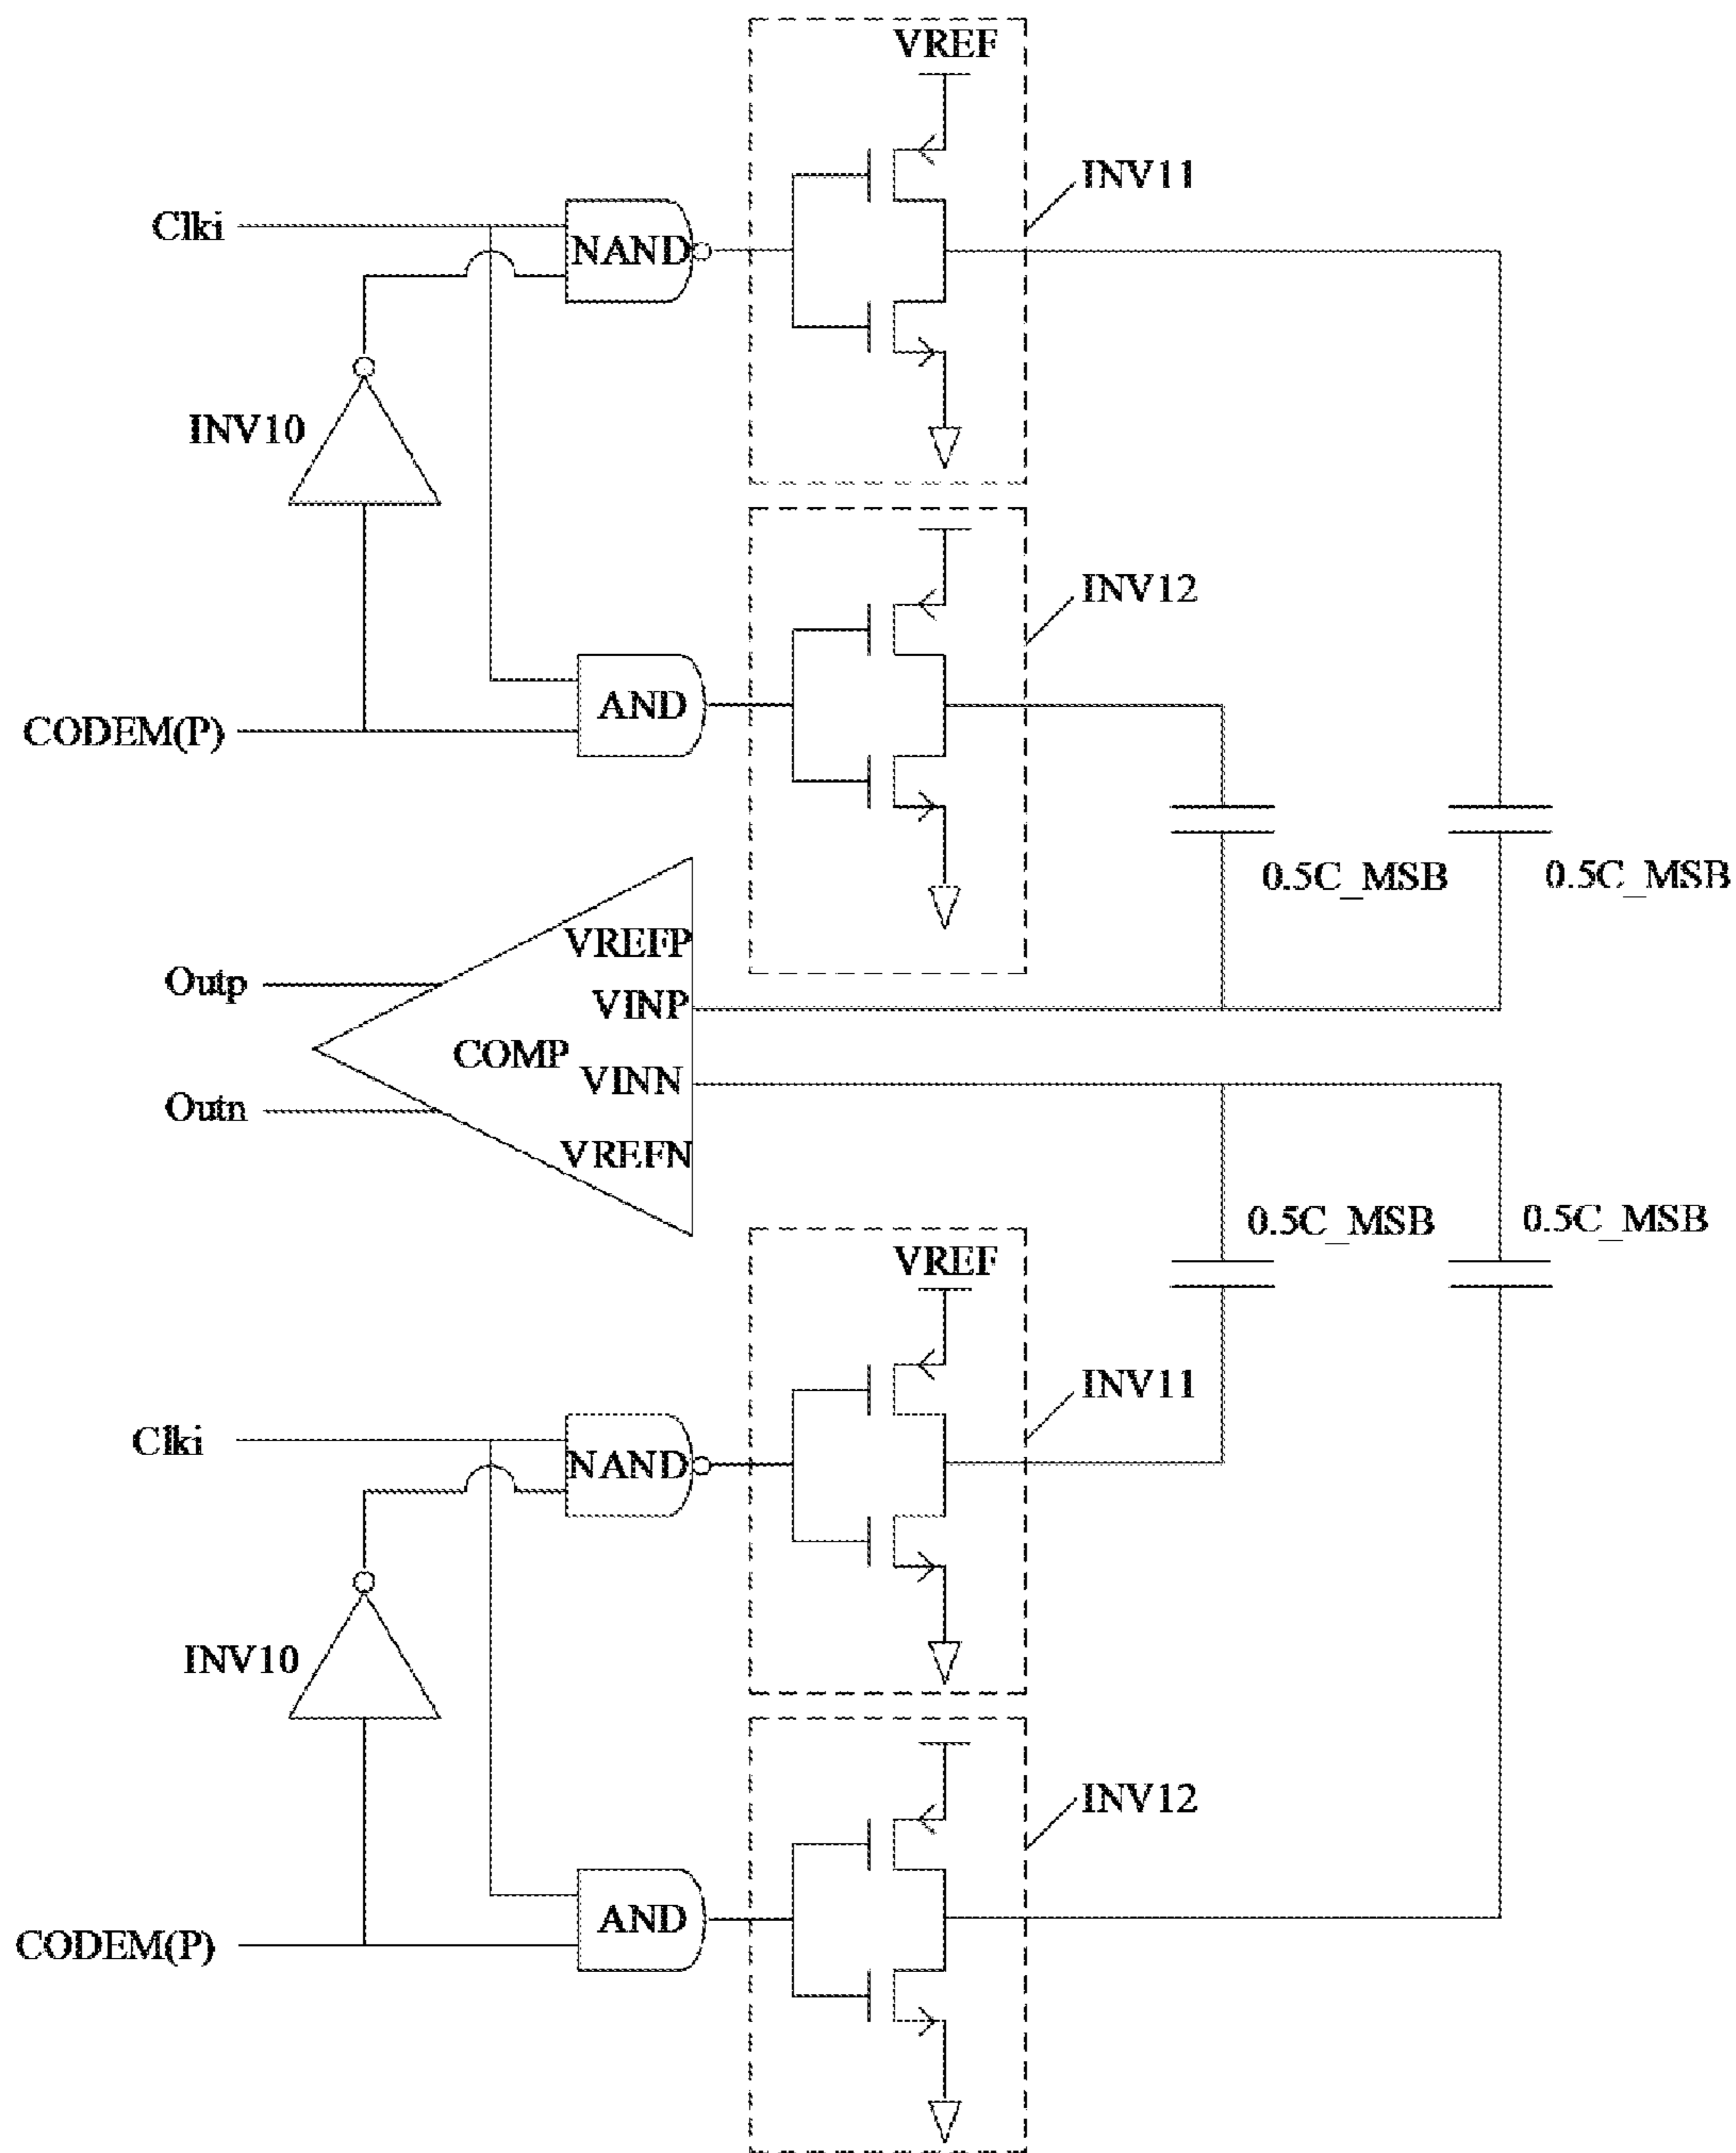 VREF
INV11
Clki
NAND
INV10
INV12
AND
CODEM(P)
0.5C_MSB
0.5C_MSB
VREFP
Outp
VINP
COMP
VINN
Outn
VREFN
0.5C_MSB
0.5C_MSB
VREF
INV11
Clki
NAND
INV10
INV12
AND
CODEM(P)